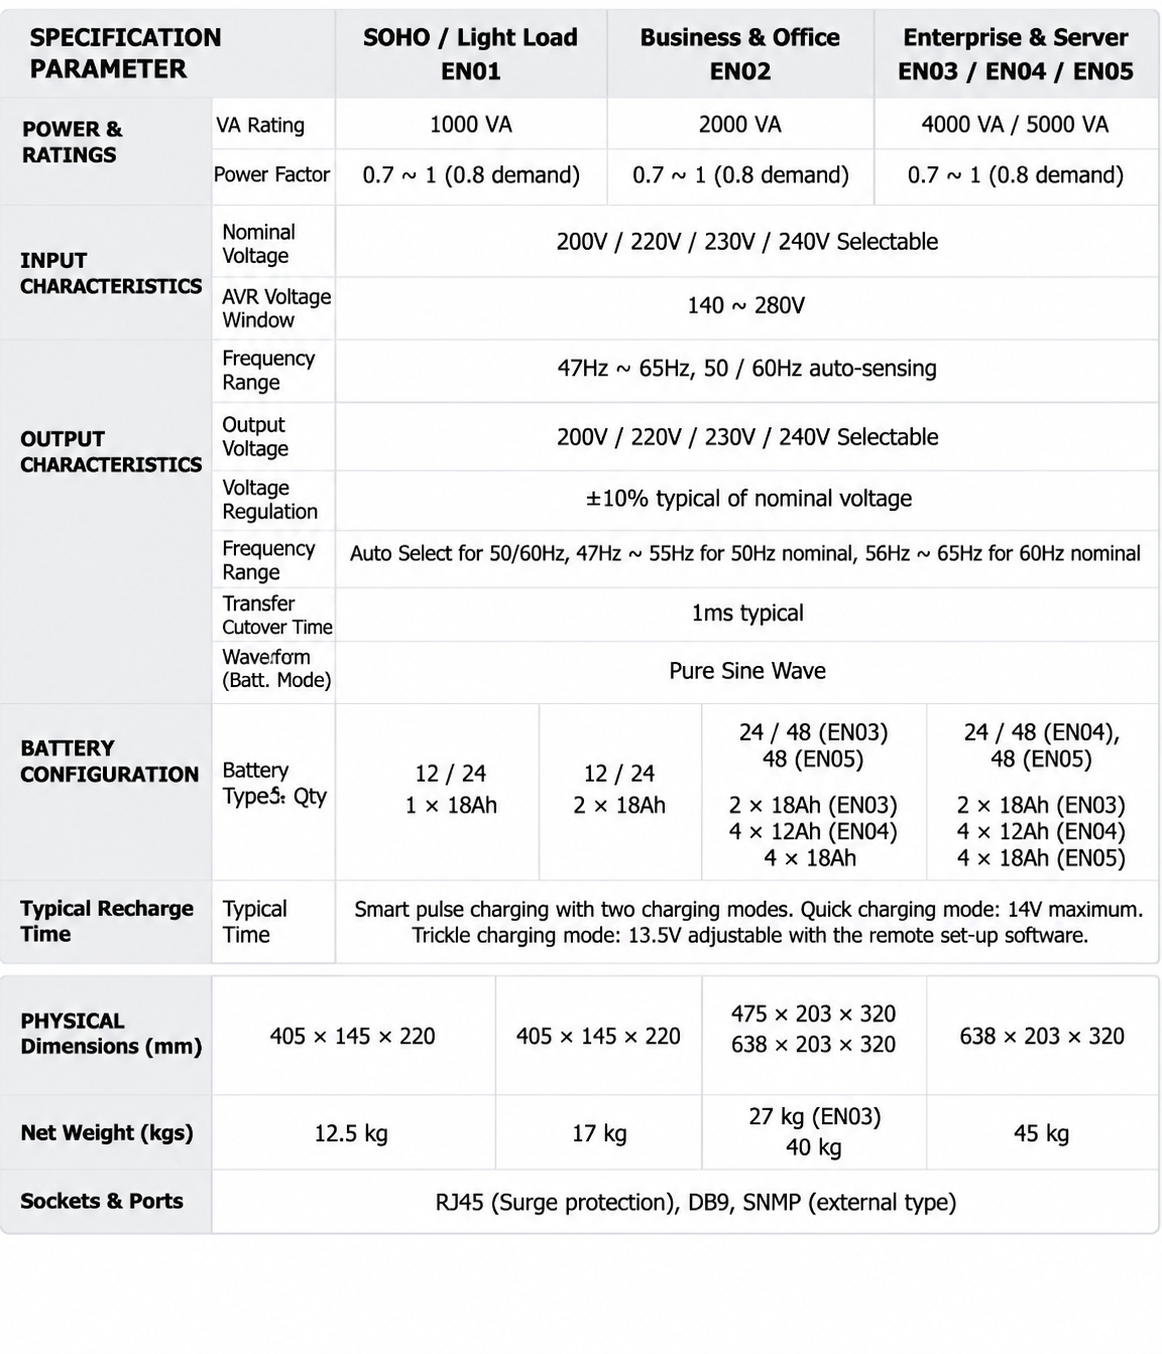 SPECIFICATION
PARAMETER
SOHO / Light Load
EN01
Business & Office
EN02
Enterprise & Server
EN03 / EN04 / EN05
POWER &
RATINGS
VA Rating
1000 VA
2000 VA
4000 VA / 5000 VA
Power Factor
0.7 ~ 1 (0.8 demand)
0.7 ~ 1 (0.8 demand)
0.7 ~ 1 (0.8 demand)
INPUT
CHARACTERISTICS
Nominal
Voltage
200V / 220V / 230V / 240V Selectable
AVR Voltage
Window
140 ~ 280V
OUTPUT
CHARACTERISTICS
Frequency
Range
47Hz ~ 65Hz, 50 / 60Hz auto-sensing
Output
Voltage
200V / 220V / 230V / 240V Selectable
Voltage
Regulation
±10% typical of nominal voltage
Frequency
Range
Auto Select for 50/60Hz, 47Hz ~ 55Hz for 50Hz nominal, 56Hz ~ 65Hz for 60Hz nominal
Transfer
Cutover Time
1ms typical
(Batt. Mode)
Pure Sine Wave
BATTERY
CONFIGURATION
Battery
Qty
12 / 24
1 × 18Ah
12 / 24
2 × 18Ah
24 / 48 (EN03)
48 (EN05)
2 × 18Ah (EN03)
4 × 12Ah (EN04)
4 × 18Ah
24 / 48 (EN04),
48 (EN05)
2 × 18Ah (EN03)
4 × 12Ah (EN04)
4 × 18Ah (EN05)
Typical Recharge
Time
Typical
Time
Smart pulse charging with two charging modes. Quick charging mode: 14V maximum.
Trickle charging mode: 13.5V adjustable with the remote set-up software.
PHYSICAL
Dimensions (mm)
405 × 145 × 220
405 × 145 × 220
475 × 203 × 320
638 × 203 × 320
638 × 203 × 320
Net Weight (kgs)
12.5 kg
17 kg
27 kg (EN03)
40 kg
45 kg
Sockets & Ports
RJ45 (Surge protection), DB9, SNMP (external type)